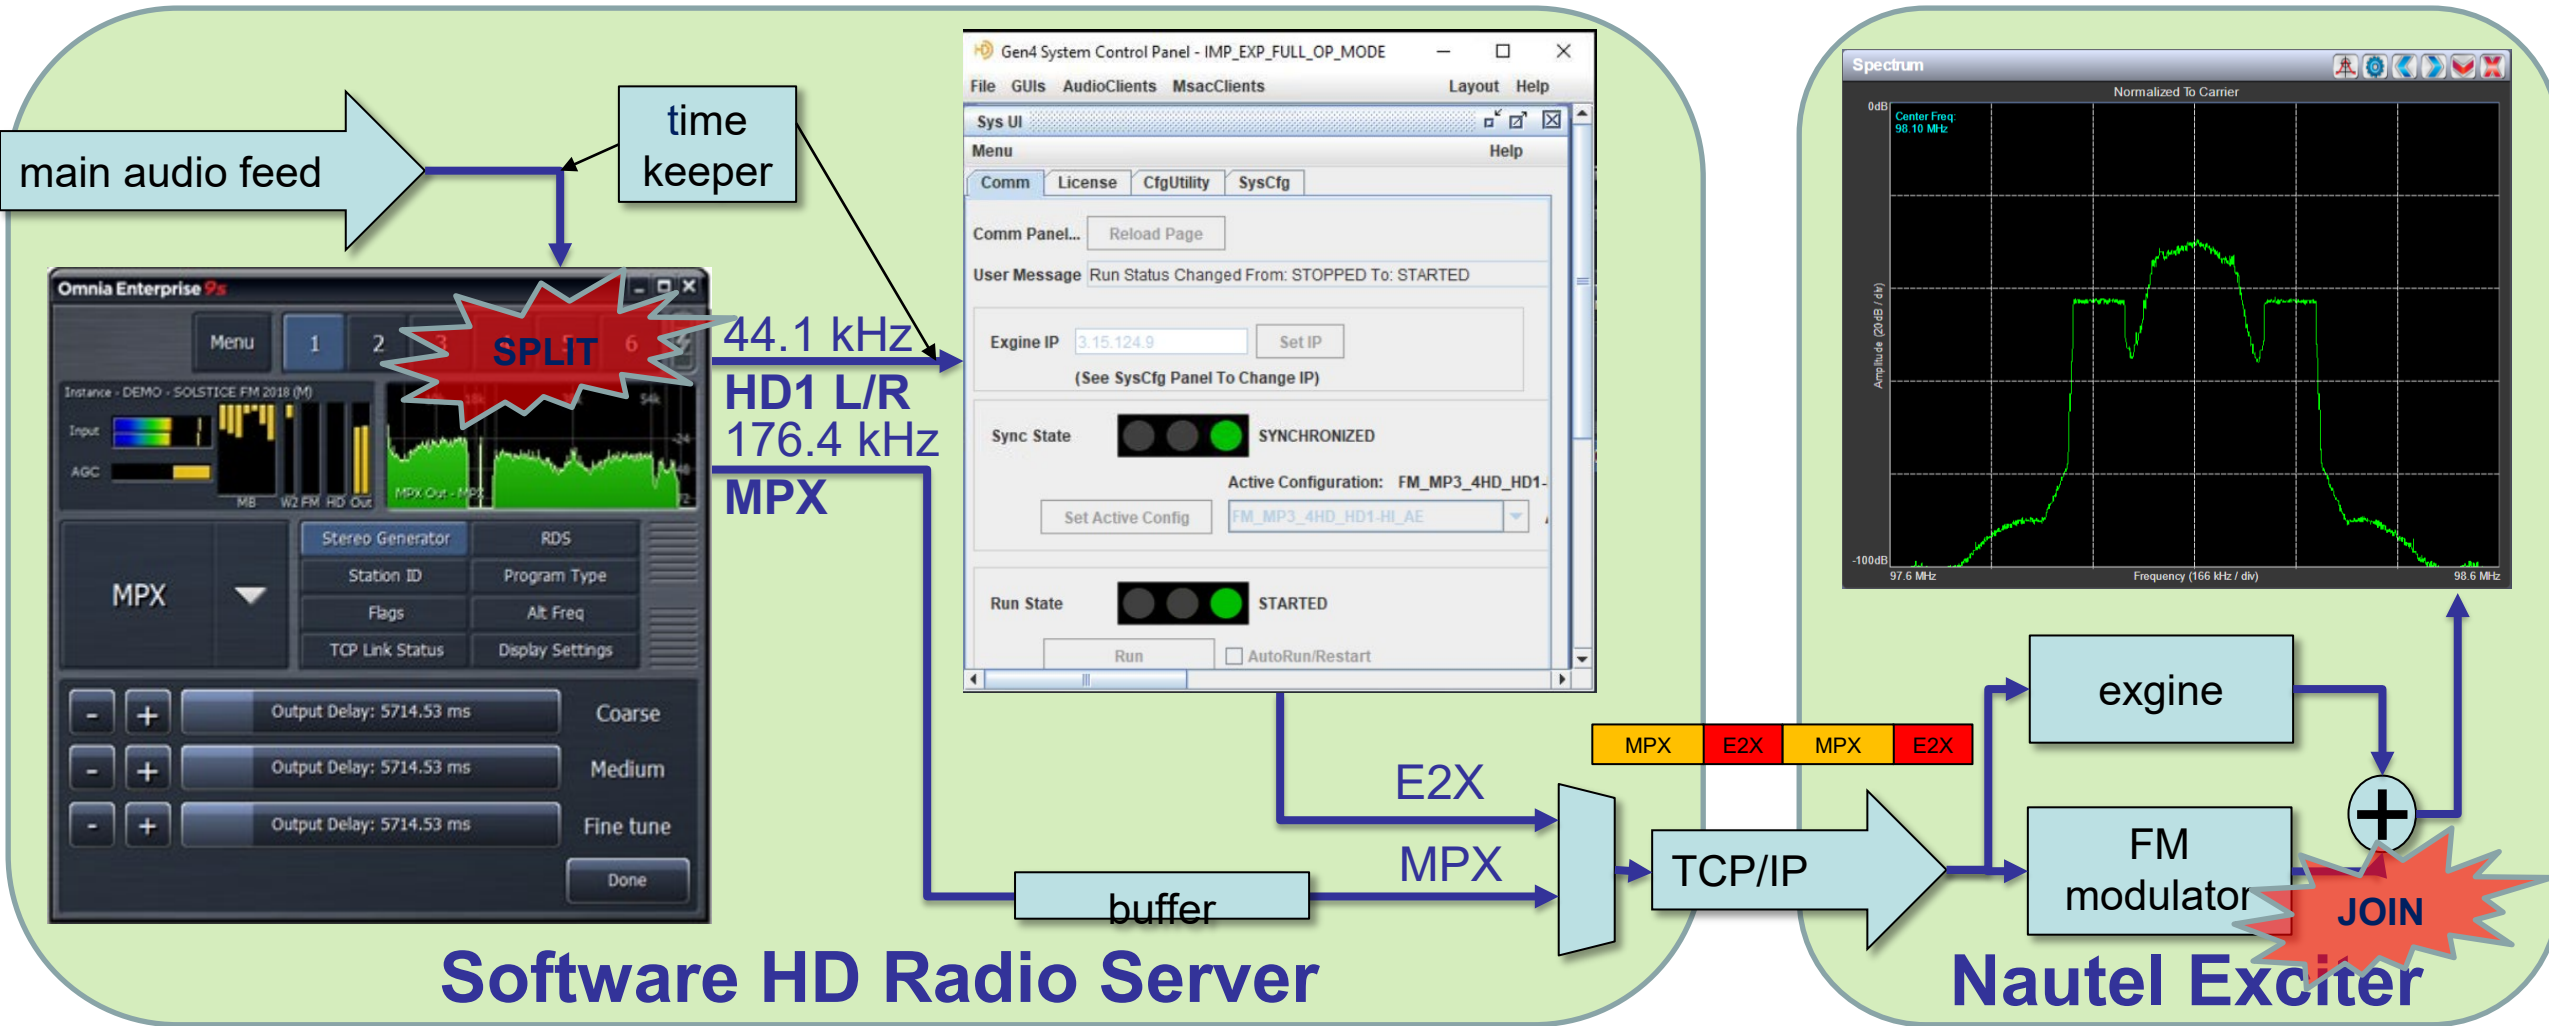 main audio feed
time
keeper
Omnia Enterprise 9s
Menu
1
2
3
4
5
6
SPLIT
Instance - DEMO - SOLSTICE FM 2018 (M)
Input
AGC
MB
W2 FM HD Out
18k
54k
-24
-48
-72
MPX Out - MPX
MPX
Stereo Generator
RDS
Station ID
Program Type
Flags
Alt Freq
TCP Link Status
Display Settings
- + Output Delay: 5714.53 ms Coarse
- + Output Delay: 5714.53 ms Medium
- + Output Delay: 5714.53 ms Fine tune
Done
44.1 kHz
HD1 L/R
176.4 kHz
MPX
Gen4 System Control Panel - IMP_EXP_FULL_OP_MODE
File GUIs AudioClients MsacClients Layout Help
Sys UI
Menu Help
Comm License CfgUtility SysCfg
Comm Panel... Reload Page
User Message Run Status Changed From: STOPPED To: STARTED
Exgine IP 3.15.124.9 Set IP
(See SysCfg Panel To Change IP)
Sync State SYNCHRONIZED
Active Configuration: FM_MP3_4HD_HD1-
Set Active Config FM_MP3_4HD_HD1-HI_AE
Run State STARTED
Run AutoRun/Restart
E2X
MPX
buffer
MPX E2X MPX E2X
TCP/IP
Software HD Radio Server
Spectrum
Normalized To Carrier
0dB
Center Freq:
98.10 MHz
Amplitude (20dB / div)
-100dB
97.6 MHz
Frequency (166 kHz / div)
98.6 MHz
exgine
+
FM
modulator
JOIN
Nautel Exciter